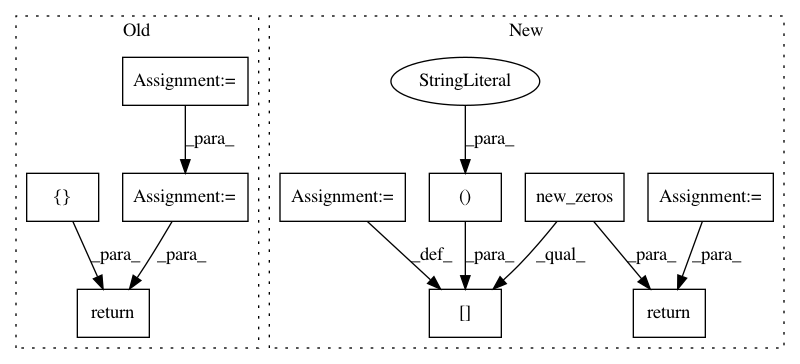 Old
New
Assignment:=
StringLiteral
_para_
_para_
{}
Assignment:=
Assignment:=
()
new_zeros
Assignment:=
_para_
_para_
_def_
_para_
_qual_
_para_
_para_
return
[]
return